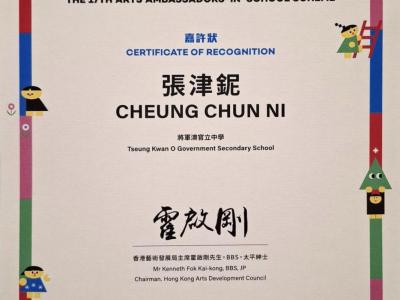 THE 17TH ARTS AMBASSADORS-IN-SCHOOL SCHEME
嘉許狀
CERTIFICATE OF RECOGNITION
張津鈮
CHEUNG CHUN NI
將軍澳官立中學
Tseung Kwan O Government Secondary School
霍啟剛
香港藝術發展局主席霍啟剛先生，BBS，太平紳士
Mr Kenneth Fok Kai-kong, BBS, JP
Chairman, Hong Kong Arts Development Council